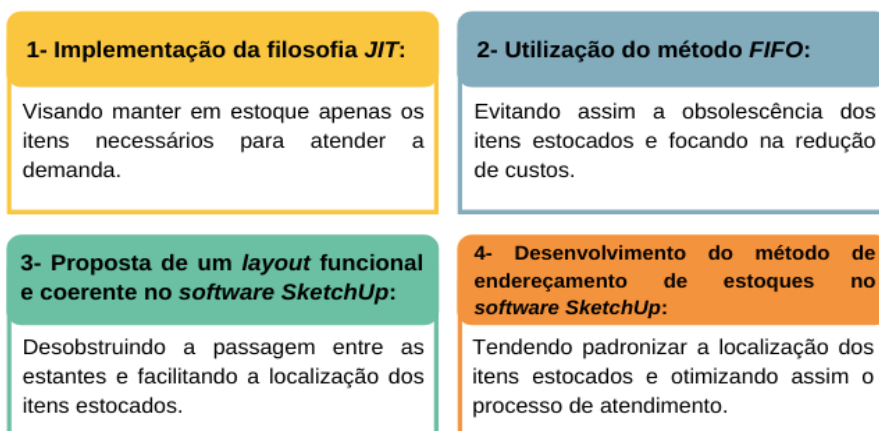 1- Implementação da filosofia JIT:
Visando manter em estoque apenas os
itens necessários para atender a
demanda.
2- Utilização do método FIFO:
Evitando assim a obsolescência dos
itens estocados e focando na redução
de custos.
3- Proposta de um layout funcional
e coerente no software SketchUp:
Desobstruindo a passagem entre as
estantes e facilitando a localização dos
itens estocados.
4- Desenvolvimento do método de
endereçamento de estoques no
software SketchUp:
Tendendo padronizar a localização dos
itens estocados e otimizando assim o
processo de atendimento.